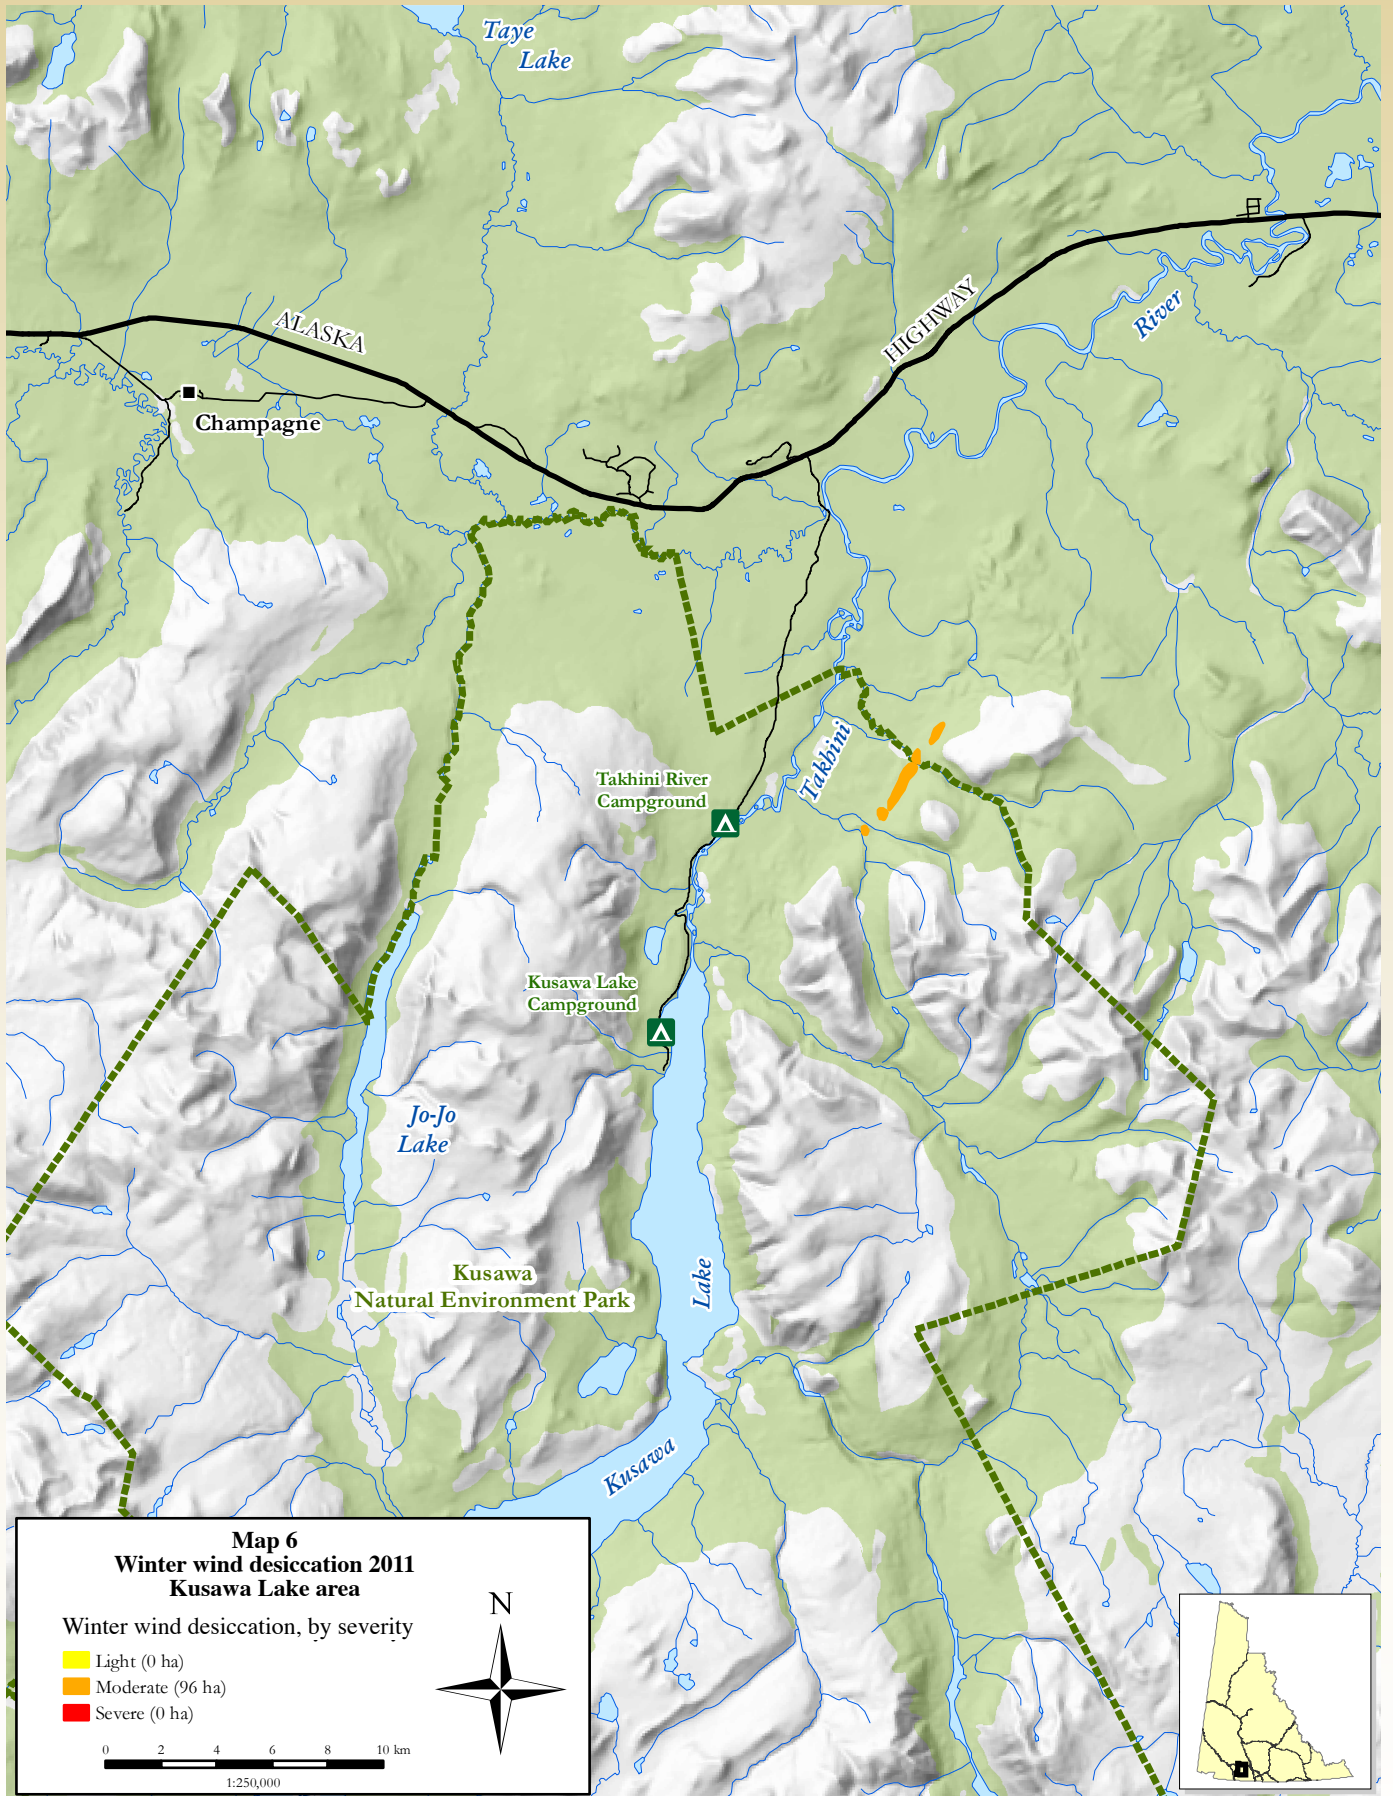 Taye
Lake
ALASKA
HIGHWAY
River
Champagne
Takhini
Takhini River
Campground
Kusawa Lake
Campground
Jo-Jo
Lake
Kusawa
Natural Environment Park
Lake
Kusawa
Map 6
Winter wind desiccation 2011
Kusawa Lake area
N
Winter wind desiccation, by severity
Light (0 ha)
Moderate (96 ha)
Severe (0 ha)
0 2 4 6 8 10 km
1:250,000